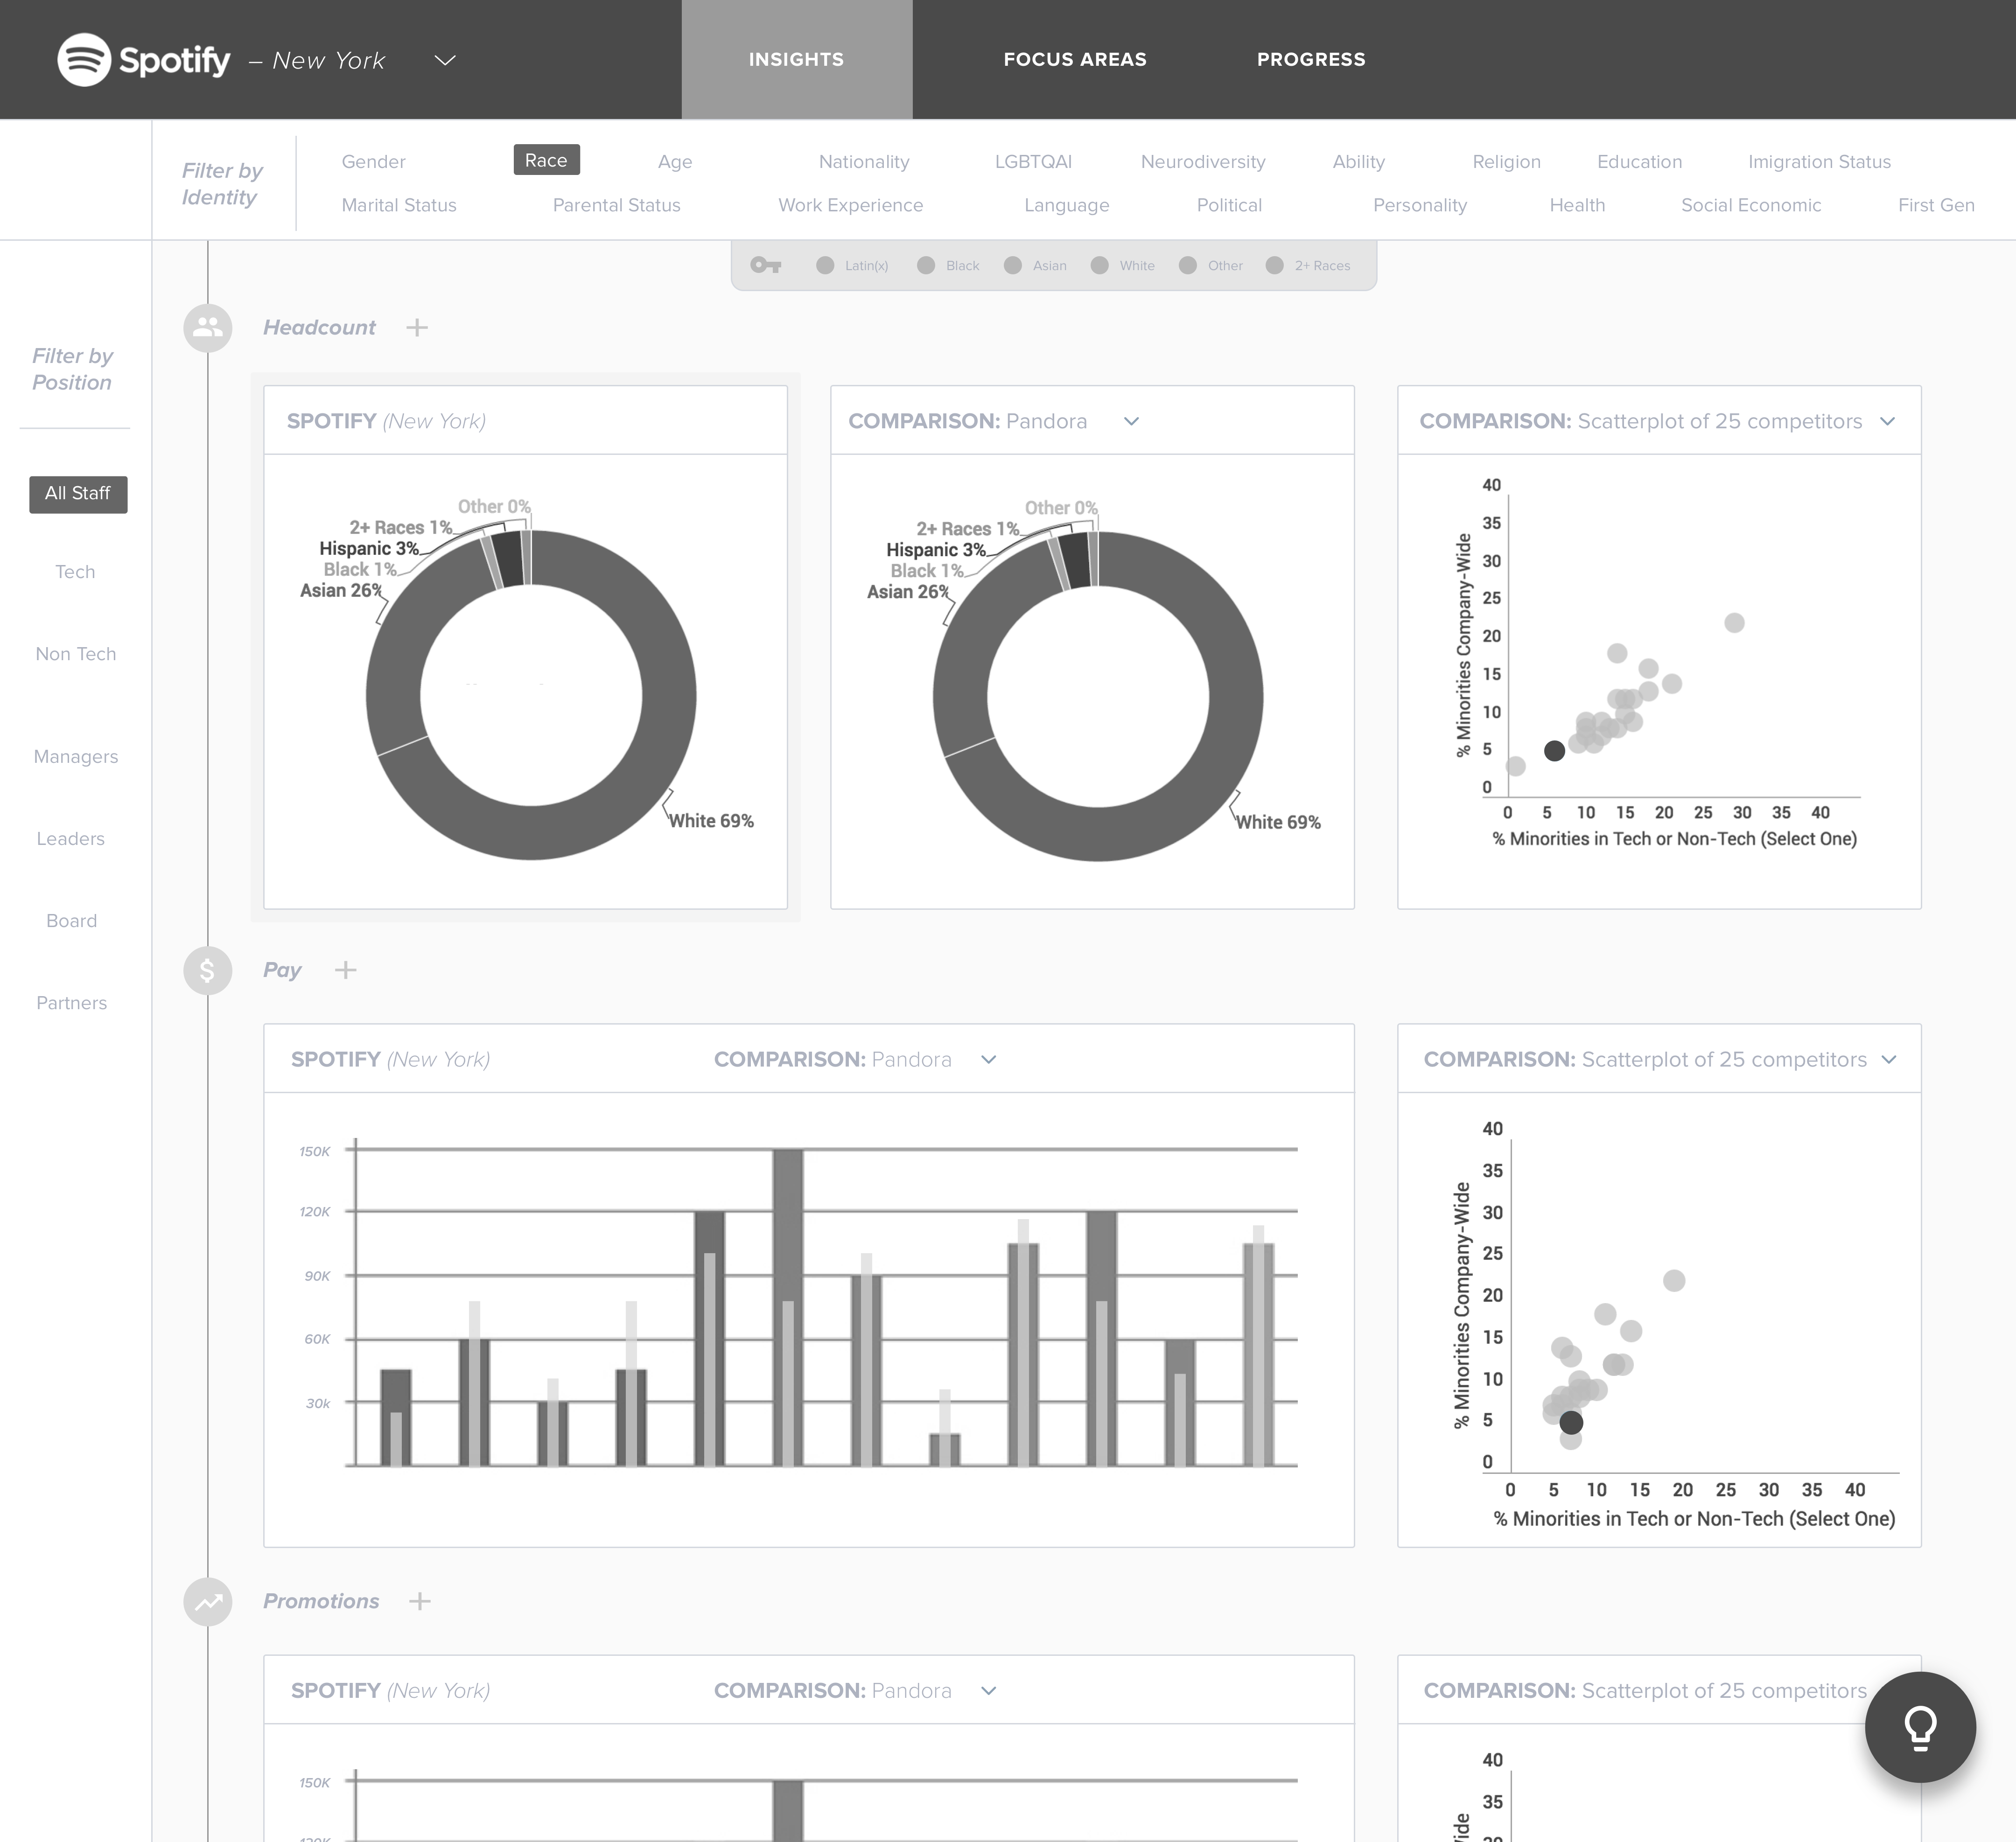 Spotify – New York
INSIGHTS
FOCUS AREAS
PROGRESS
Filter by
Identity
Gender
Race
Age
Nationality
LGBTQAI
Neurodiversity
Ability
Religion
Education
Imigration Status
Marital Status
Parental Status
Work Experience
Language
Political
Personality
Health
Social Economic
First Gen
Latin(x)
Black
Asian
White
Other
2+ Races
Filter by
Position
All Staff
Tech
Non Tech
Managers
Leaders
Board
Partners
Headcount
SPOTIFY (New York)
Other 0%
2+ Races 1%
Hispanic 3%
Black 1%
Asian 26%
White 69%
COMPARISON: Pandora
Other 0%
2+ Races 1%
Hispanic 3%
Black 1%
Asian 26%
White 69%
COMPARISON: Scatterplot of 25 competitors
% Minorities Company-Wide
40
35
30
25
20
15
10
5
0
0 5 10 15 20 25 30 35 40
% Minorities in Tech or Non-Tech (Select One)
Pay
SPOTIFY (New York)
COMPARISON: Pandora
150K
120K
90K
60K
30k
COMPARISON: Scatterplot of 25 competitors
% Minorities Company-Wide
40
35
30
25
20
15
10
5
0
0 5 10 15 20 25 30 35 40
% Minorities in Tech or Non-Tech (Select One)
Promotions
SPOTIFY (New York)
COMPARISON: Pandora
150K
120K
COMPARISON: Scatterplot of 25 competitors
40
35
30